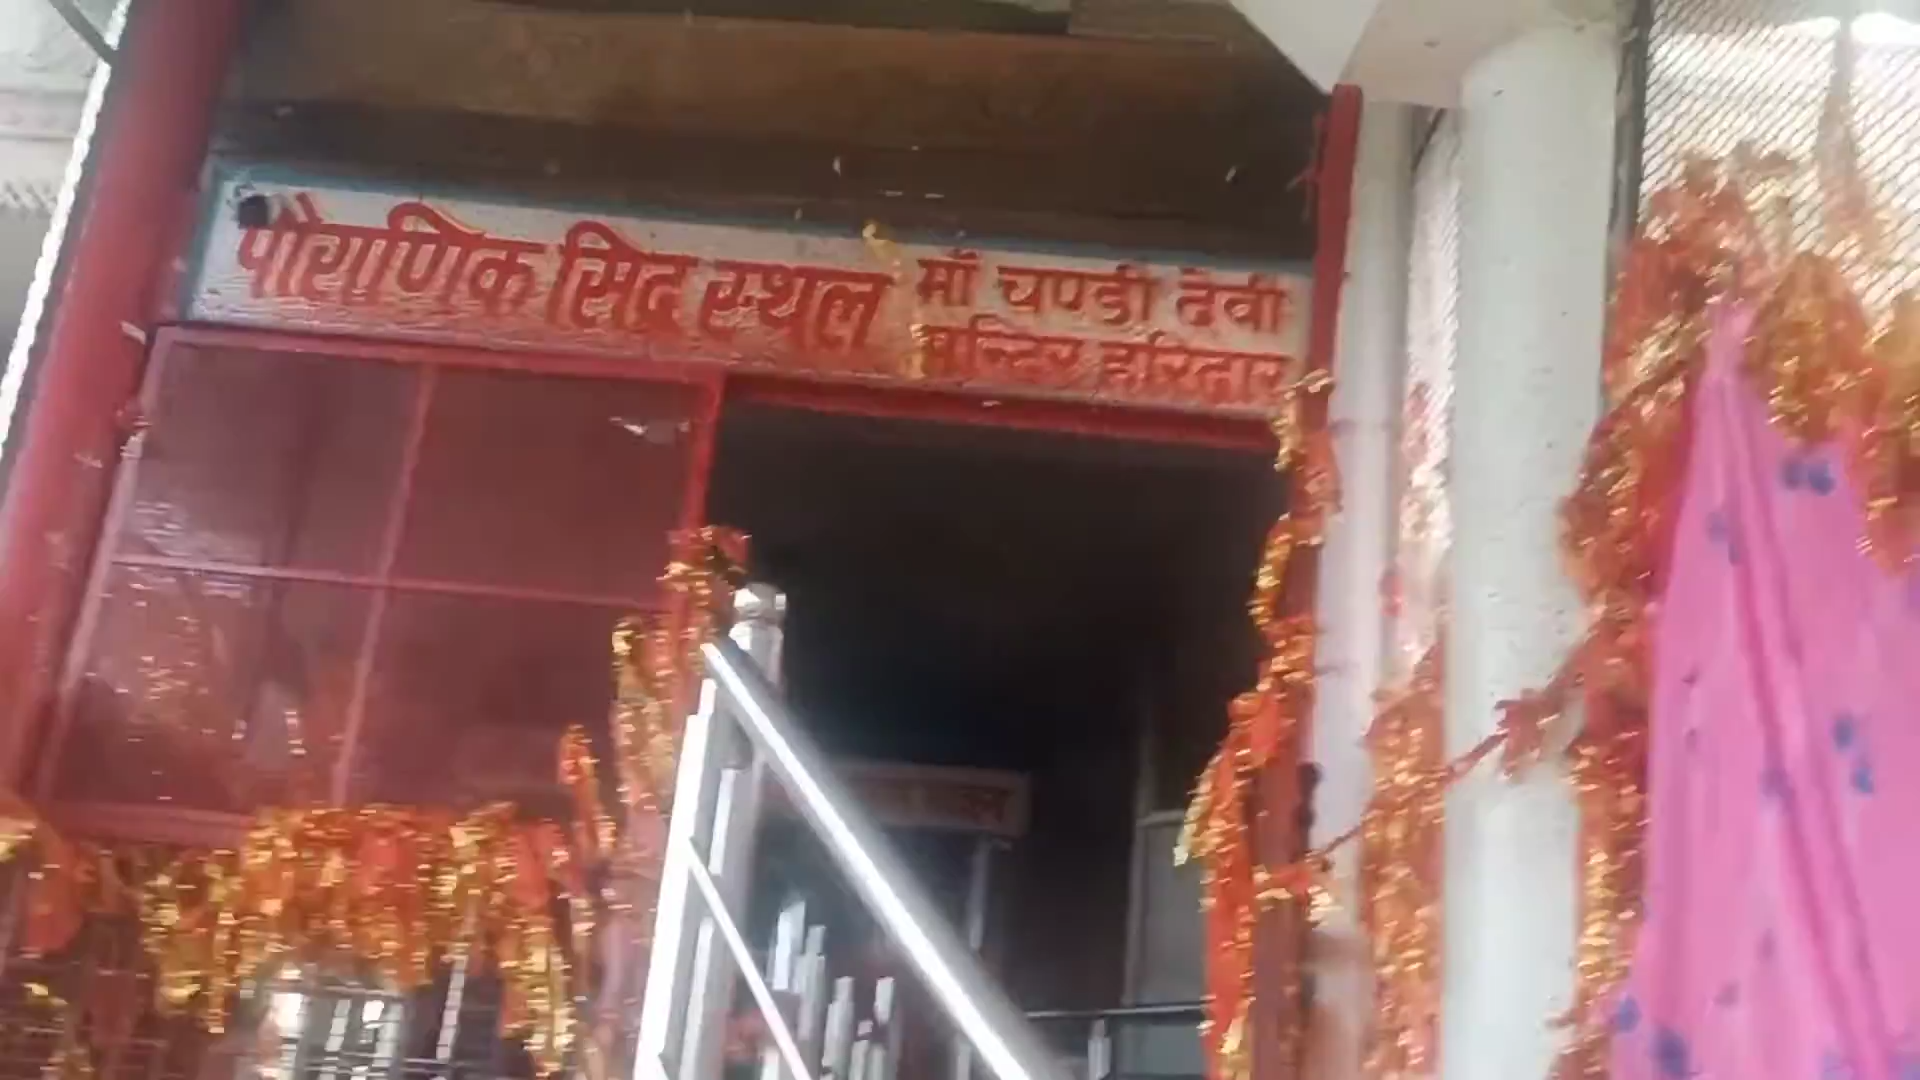 पौराणिक सिद्ध स्थल
माँ चण्डी देवी
मन्दिर हरिद्वार